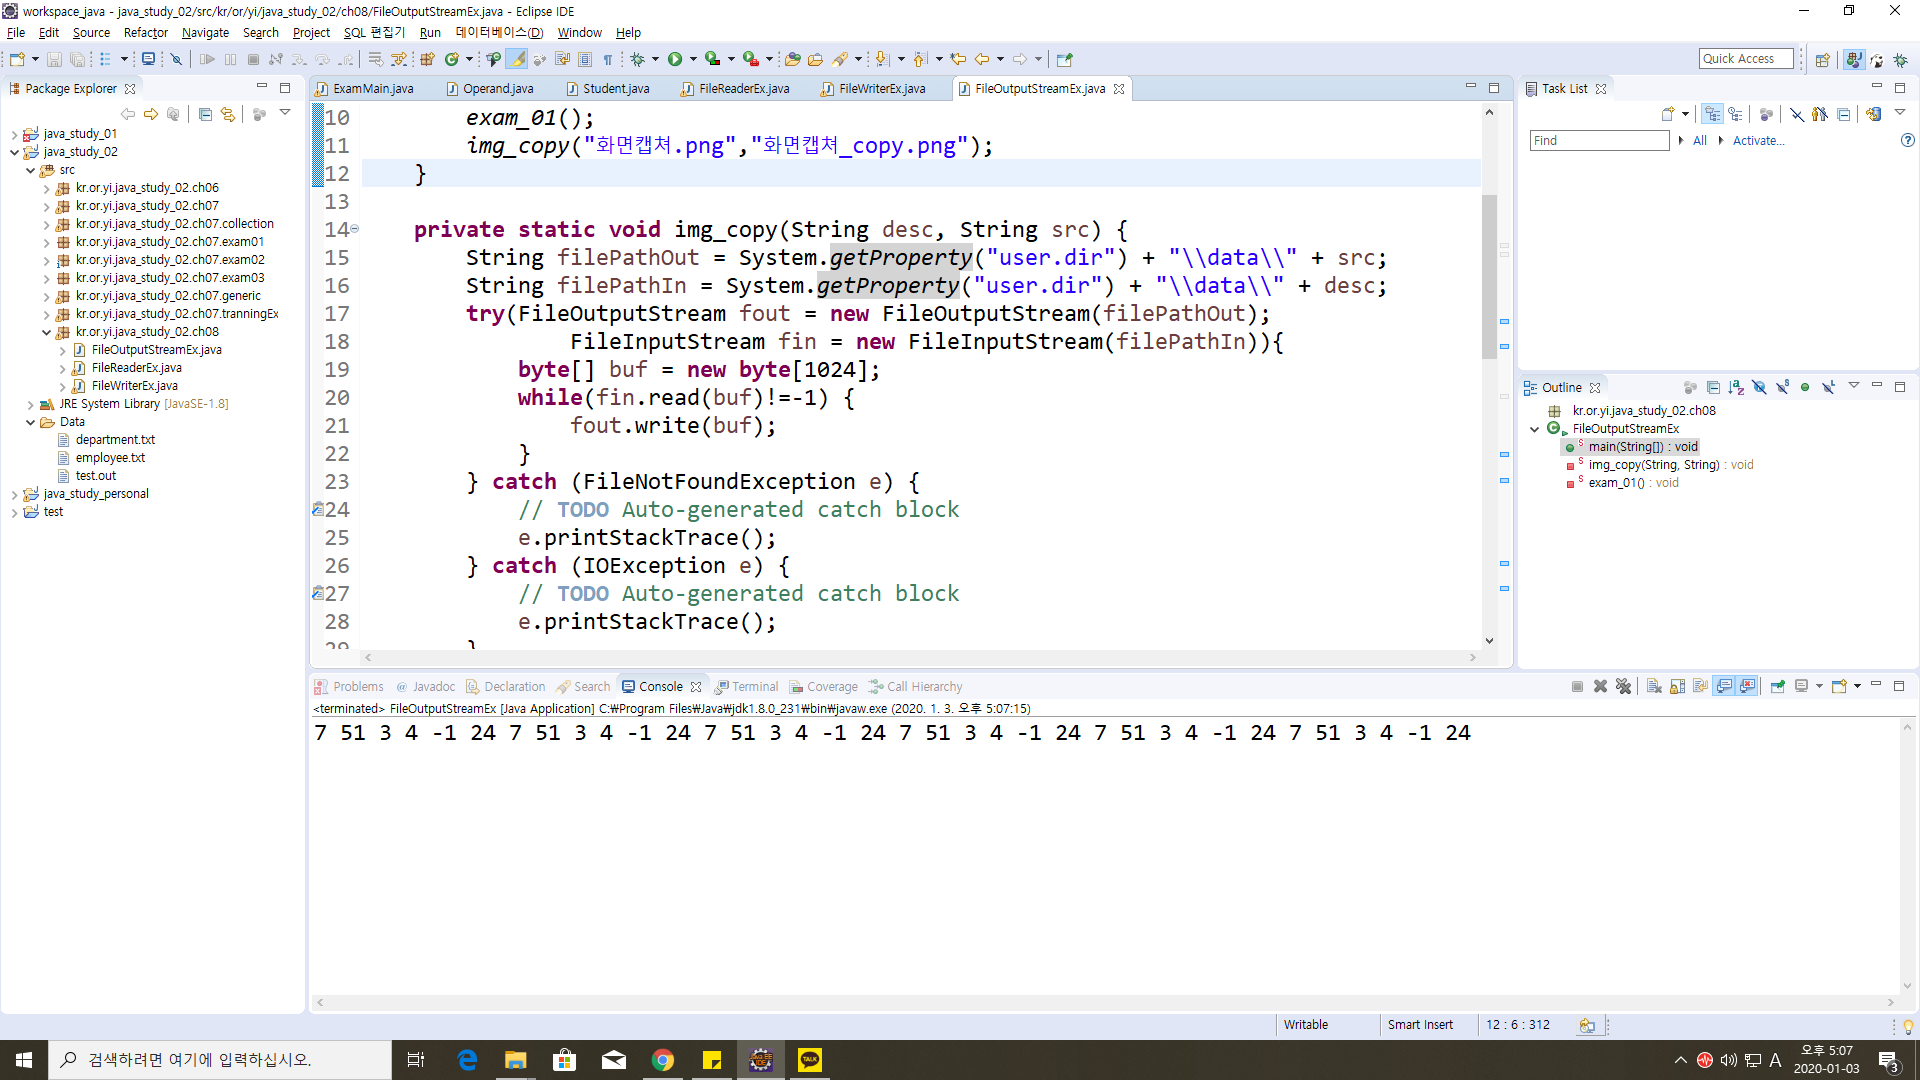 workspace_java - java_study_02/src/kr/or/yi/java_study_02/ch08/FileOutputStreamEx.java - Eclipse IDE
File Edit Source Refactor Navigate Search Project SQL 편집기 Run 데이터베이스(D) Window Help
Quick Access
Package Explorer
java_study_01
java_study_02
src
kr.or.yi.java_study_02.ch06
kr.or.yi.java_study_02.ch07
kr.or.yi.java_study_02.ch07.collection
kr.or.yi.java_study_02.ch07.exam01
kr.or.yi.java_study_02.ch07.exam02
kr.or.yi.java_study_02.ch07.exam03
kr.or.yi.java_study_02.ch07.generic
kr.or.yi.java_study_02.ch07.tranningEx
kr.or.yi.java_study_02.ch08
FileOutputStreamEx.java
FileReaderEx.java
FileWriterEx.java
JRE System Library [JavaSE-1.8]
Data
department.txt
employee.txt
test.out
java_study_personal
test
ExamMain.java Operand.java Student.java FileReaderEx.java FileWriterEx.java FileOutputStreamEx.java
10 exam_01();
11 img_copy("화면캡쳐.png","화면캡쳐_copy.png");
12 }
13
14 private static void img_copy(String desc, String src) {
15 String filePathOut = System.getProperty("user.dir") + "\\data\\" + src;
16 String filePathIn = System.getProperty("user.dir") + "\\data\\" + desc;
17 try(FileOutputStream fout = new FileOutputStream(filePathOut);
18 FileInputStream fin = new FileInputStream(filePathIn)){
19 byte[] buf = new byte[1024];
20 while(fin.read(buf)!=-1) {
21 fout.write(buf);
22 }
23 } catch (FileNotFoundException e) {
24 // TODO Auto-generated catch block
25 e.printStackTrace();
26 } catch (IOException e) {
27 // TODO Auto-generated catch block
28 e.printStackTrace();
29 }
Task List
Find All Activate...
Outline
kr.or.yi.java_study_02.ch08
FileOutputStreamEx
main(String[]) : void
img_copy(String, String) : void
exam_01() : void
Problems Javadoc Declaration Search Console Terminal Coverage Call Hierarchy
<terminated> FileOutputStreamEx [Java Application] C:₩Program Files₩Java₩jdk1.8.0_231₩bin₩javaw.exe (2020. 1. 3. 오후 5:07:15)
7 51 3 4 -1 24 7 51 3 4 -1 24 7 51 3 4 -1 24 7 51 3 4 -1 24 7 51 3 4 -1 24 7 51 3 4 -1 24
Writable Smart Insert 12 : 6 : 312
검색하려면 여기에 입력하십시오.
TALK
A
오후 5:07
2020-01-03
3